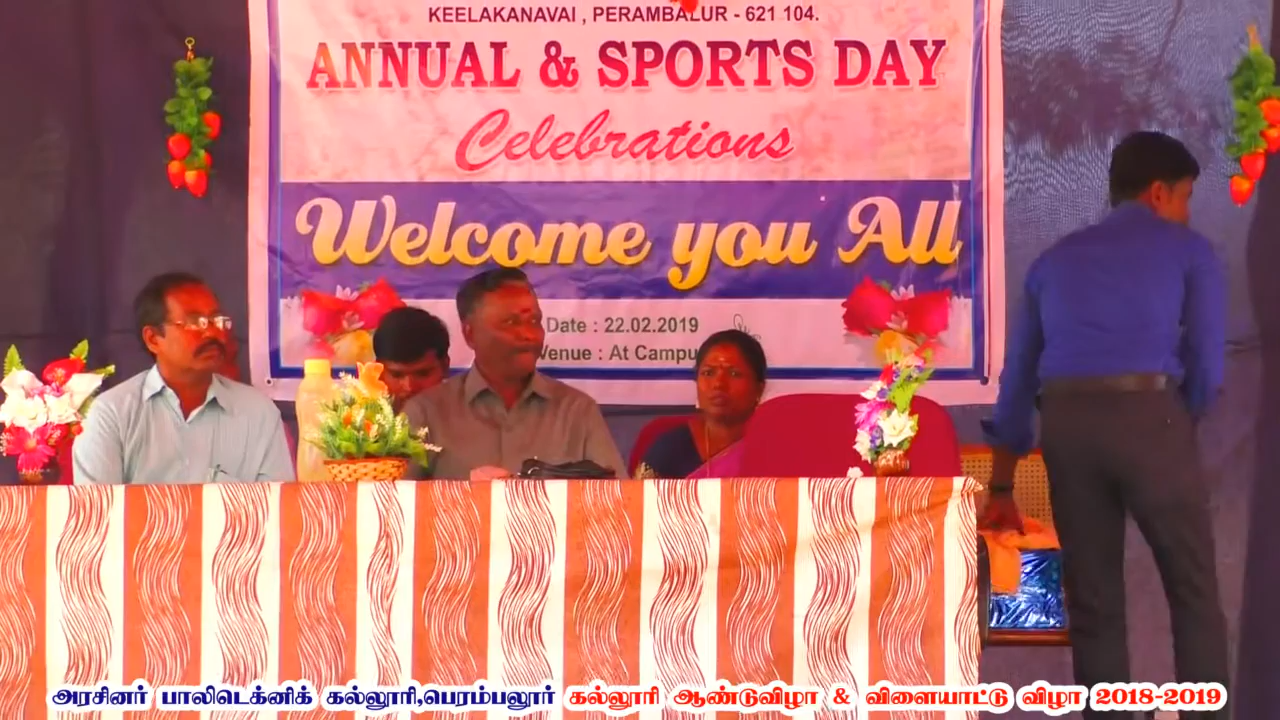 KEELAKANAVAI , PERAMBALUR - 621 104.
ANNUAL & SPORTS DAY
Celebrations
Welcome you All
Date : 22.02.2019
Venue : At Campu
அரசினர் பாலிடெக்னிக் கல்லூரி,பெரம்பலூர் கல்லூரி ஆண்டுவிழா & விளையாட்டு விழா 2018-2019